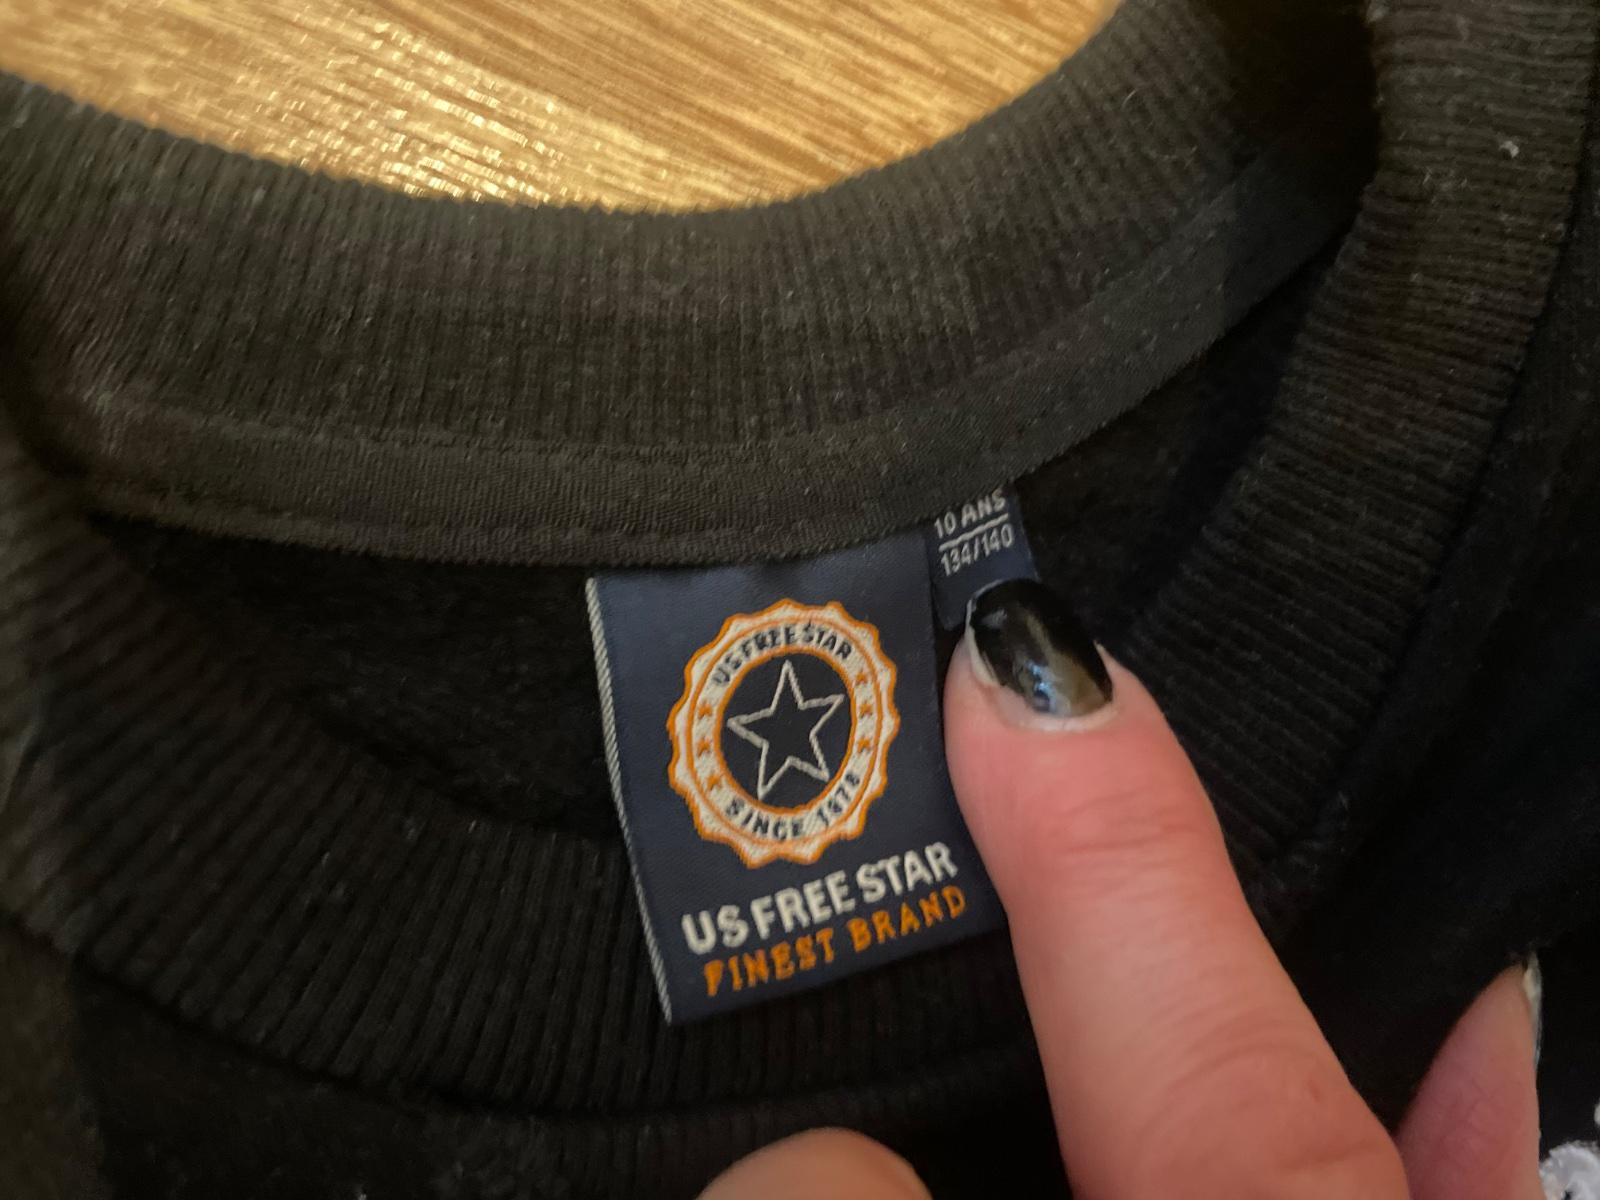 10 ANS
134/140
US FREE STAR
SINCE 1978
US FREE STAR
FINEST BRAND